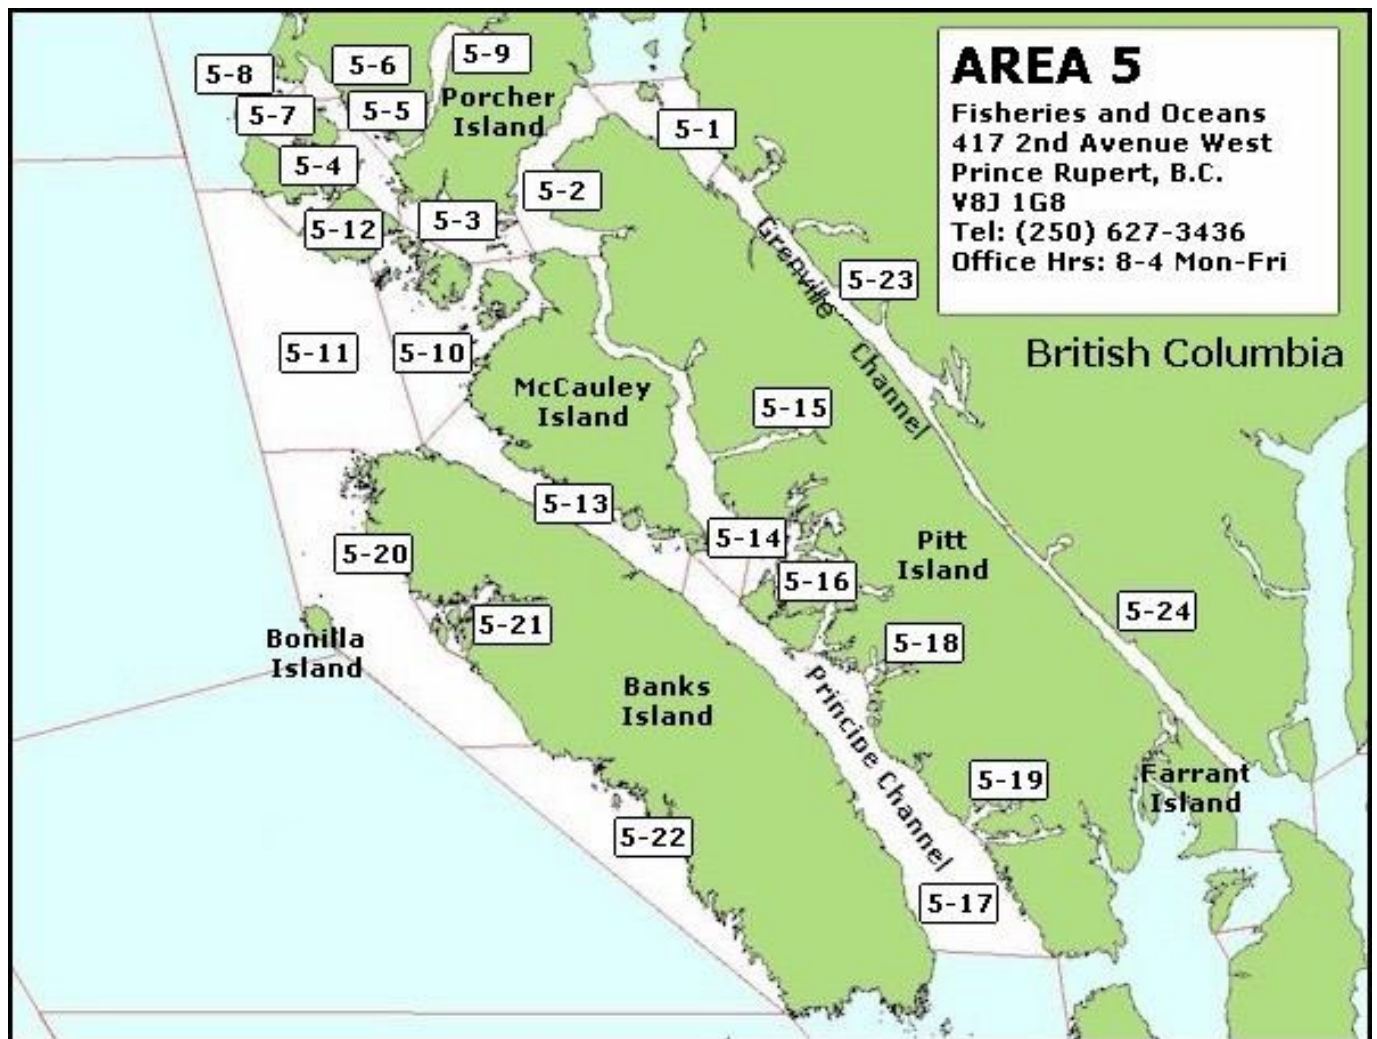 AREA 5
Fisheries and Oceans
417 2nd Avenue West
Prince Rupert, B.C.
V8J 1G8
Tel: (250) 627-3436
Office Hrs: 8-4 Mon-Fri
5-9
5-6
5-8
Porcher
Island
5-5
5-7
5-1
5-4
5-2
5-3
5-12
Grenville
Channel
5-23
5-11
5-10
British Columbia
McCauley
Island
5-15
5-13
5-14
Pitt
Island
5-20
5-16
5-24
5-21
Bonilla
Island
5-18
Banks
Island
Principe Channel
5-19
Farrant
Island
5-22
5-17